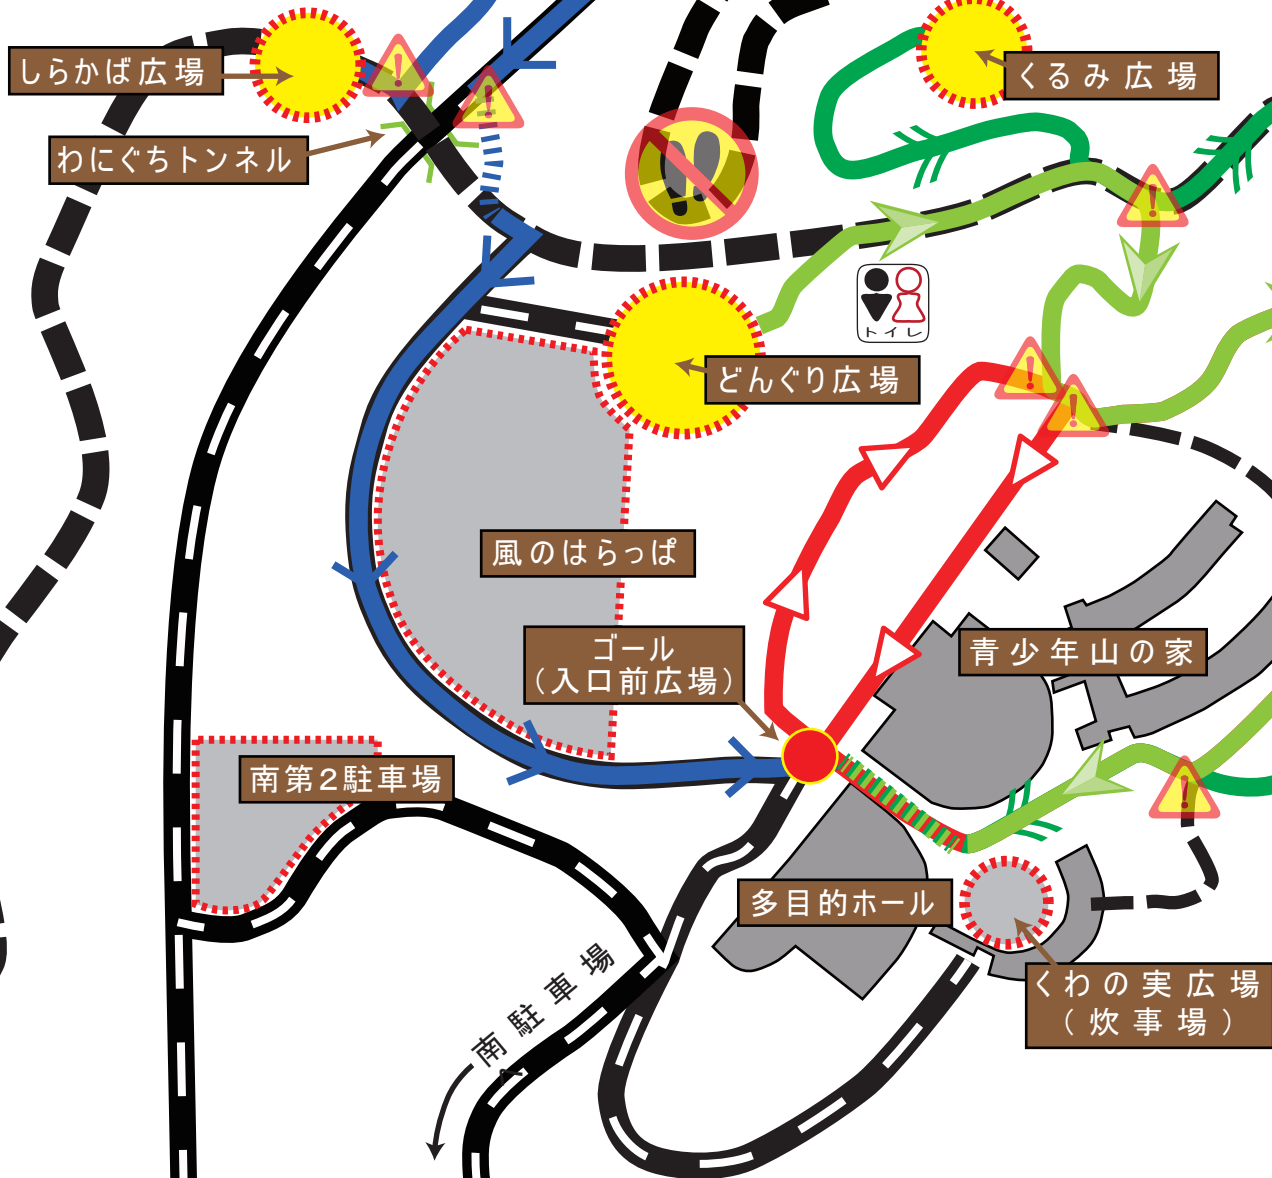 しらかば広場
くるみ広場
わにぐちトンネル
トイレ
どんぐり広場
風のはらっぱ
ゴール
（入口前広場）
青少年山の家
南第2駐車場
多目的ホール
くわの実広場
（炊事場）
南駐車場へ